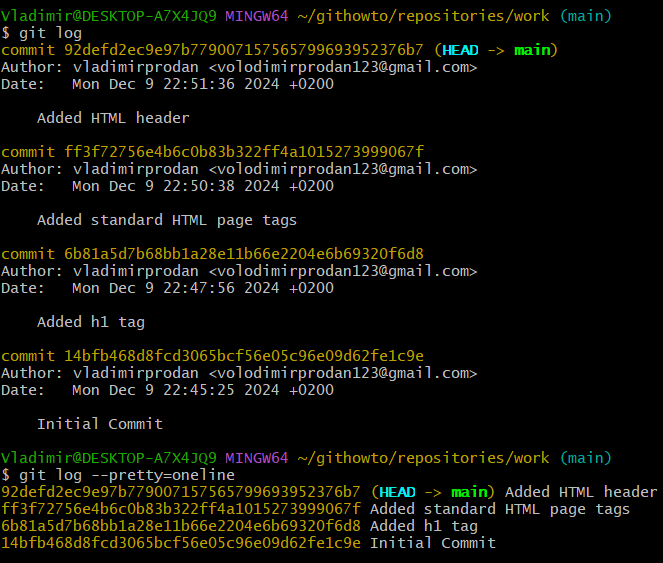 Vladimir@DESKTOP-A7X4JQ9 MINGW64 ~/githowto/repositories/work (main)
$ git log
commit 92defd2ec9e97b779007157565799693952376b7 (HEAD -> main)
Author: vladimirprodan <volodimirprodan123@gmail.com>
Date:   Mon Dec 9 22:51:36 2024 +0200
    Added HTML header
commit ff3f72756e4b6c0b83b322ff4a1015273999067f
Author: vladimirprodan <volodimirprodan123@gmail.com>
Date:   Mon Dec 9 22:50:38 2024 +0200
    Added standard HTML page tags
commit 6b81a5d7b68bb1a28e11b66e2204e6b69320f6d8
Author: vladimirprodan <volodimirprodan123@gmail.com>
Date:   Mon Dec 9 22:47:56 2024 +0200
    Added h1 tag
commit 14bfb468d8fcd3065bcf56e05c96e09d62fe1c9e
Author: vladimirprodan <volodimirprodan123@gmail.com>
Date:   Mon Dec 9 22:45:25 2024 +0200
    Initial Commit
Vladimir@DESKTOP-A7X4JQ9 MINGW64 ~/githowto/repositories/work (main)
$ git log --pretty=oneline
92defd2ec9e97b779007157565799693952376b7 (HEAD -> main) Added HTML header
ff3f72756e4b6c0b83b322ff4a1015273999067f Added standard HTML page tags
6b81a5d7b68bb1a28e11b66e2204e6b69320f6d8 Added h1 tag
14bfb468d8fcd3065bcf56e05c96e09d62fe1c9e Initial Commit